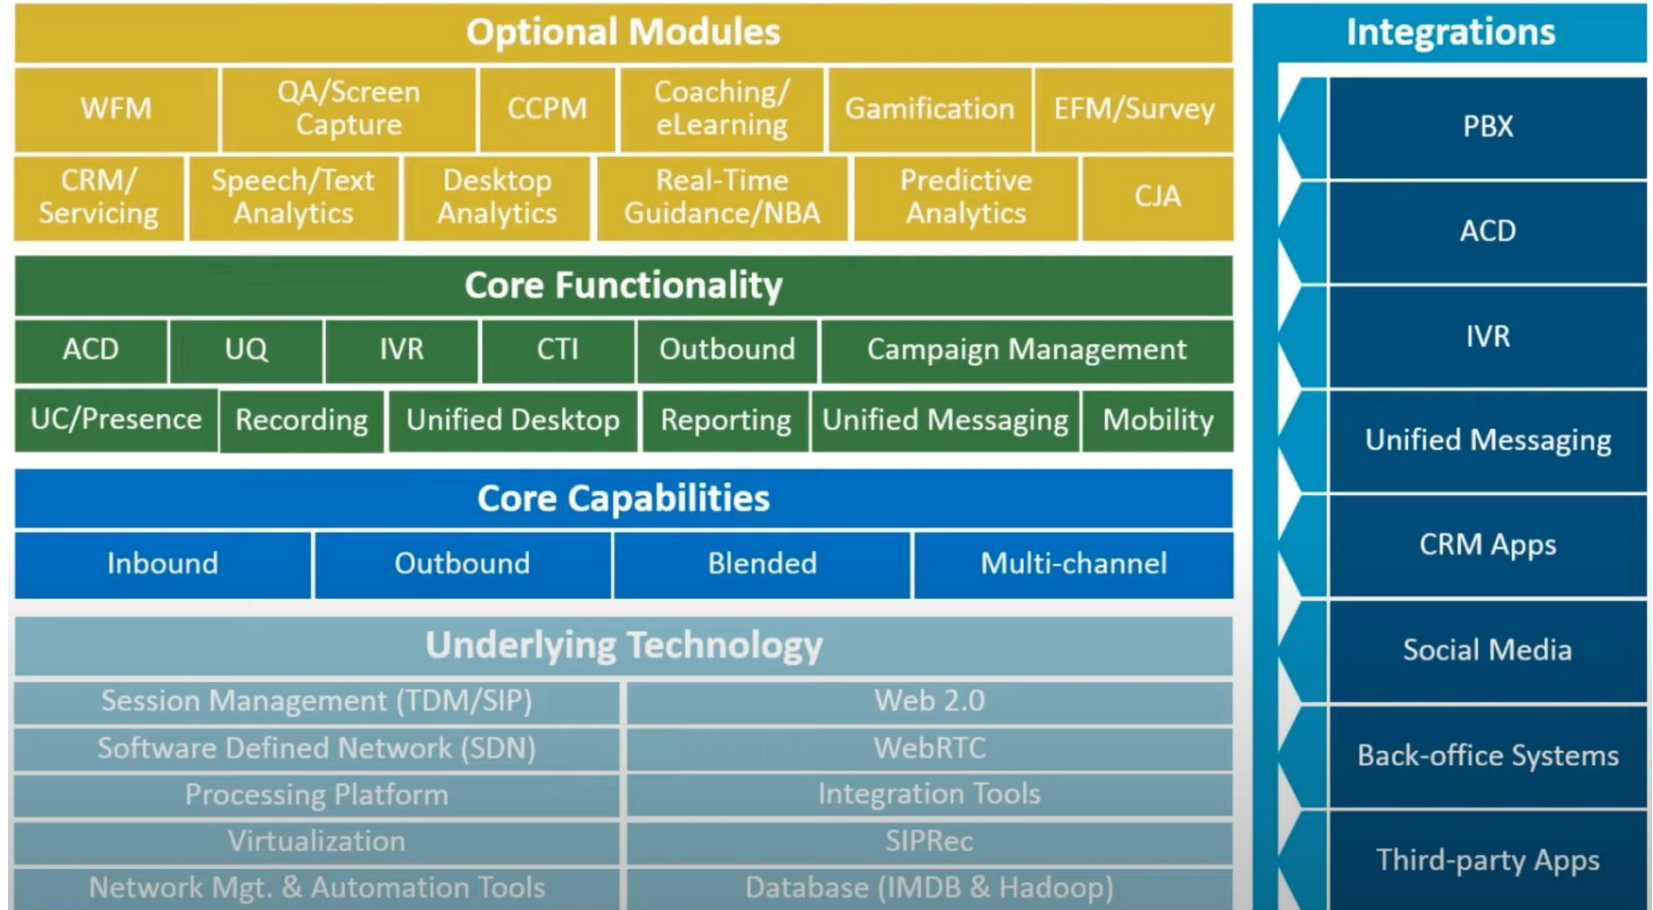 Optional Modules
WFM
QA/Screen
Capture
CCPM
Coaching/
eLearning
Gamification
EFM/Survey
CRM/
Servicing
Speech/Text
Analytics
Desktop
Analytics
Real-Time
Guidance/NBA
Predictive
Analytics
CJA
Core Functionality
ACD
UQ
IVR
CTI
Outbound
Campaign Management
UC/Presence
Recording
Unified Desktop
Reporting
Unified Messaging
Mobility
Core Capabilities
Inbound
Outbound
Blended
Multi-channel
Underlying Technology
Session Management (TDM/SIP)
Web 2.0
Software Defined Network (SDN)
WebRTC
Processing Platform
Integration Tools
Virtualization
SIPRec
Network Mgt. & Automation Tools
Database (IMDB & Hadoop)
Integrations
PBX
ACD
IVR
Unified Messaging
CRM Apps
Social Media
Back-office Systems
Third-party Apps